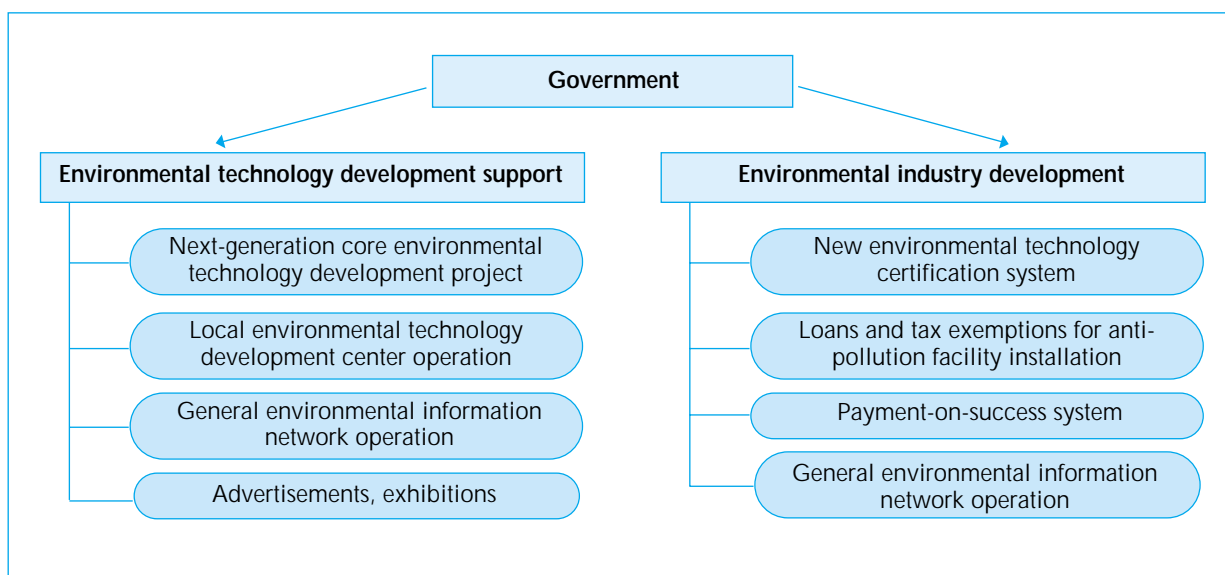 Government
Environmental technology development support
Next-generation core environmental
technology development project
Local environmental technology
development center operation
General environmental information
network operation
Advertisements, exhibitions
Environmental industry development
New environmental technology
certification system
Loans and tax exemptions for anti-
pollution facility installation
Payment-on-success system
General environmental information
network operation